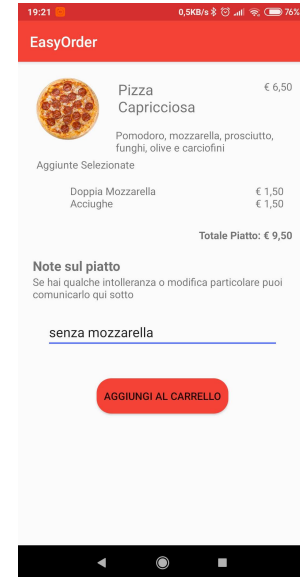 19:21 0,5KB/s 76%
EasyOrder
Pizza € 6,50
Capricciosa
Pomodoro, mozzarella, prosciutto,
funghi, olive e carciofini
Aggiunte Selezionate
Doppia Mozzarella € 1,50
Acciughe € 1,50
Totale Piatto: € 9,50
Note sul piatto
Se hai qualche intolleranza o modifica particolare puoi
comunicarlo qui sotto
senza mozzarella
AGGIUNGI AL CARRELLO